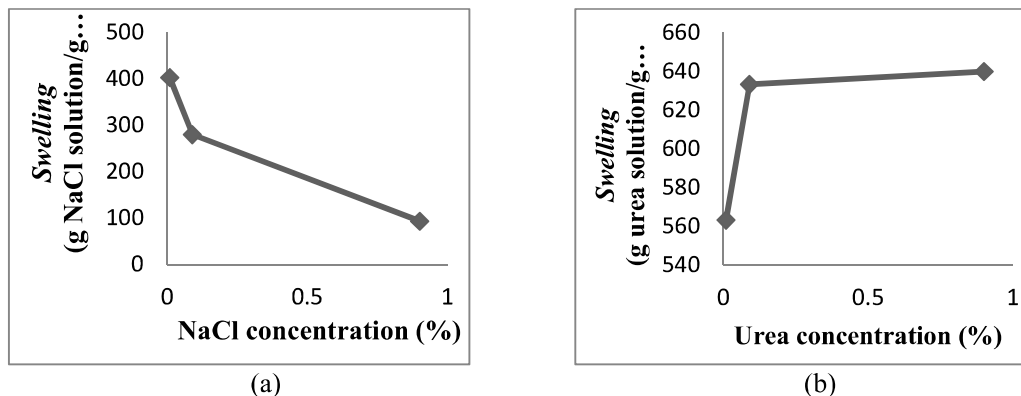 Swelling
(g NaCl solution/g…
500
400
300
200
100
0
0 0.5 1
NaCl concentration (%)
(a)
Swelling
(g urea solution/g…
660
640
620
600
580
560
540
0 0.5 1
Urea concentration (%)
(b)